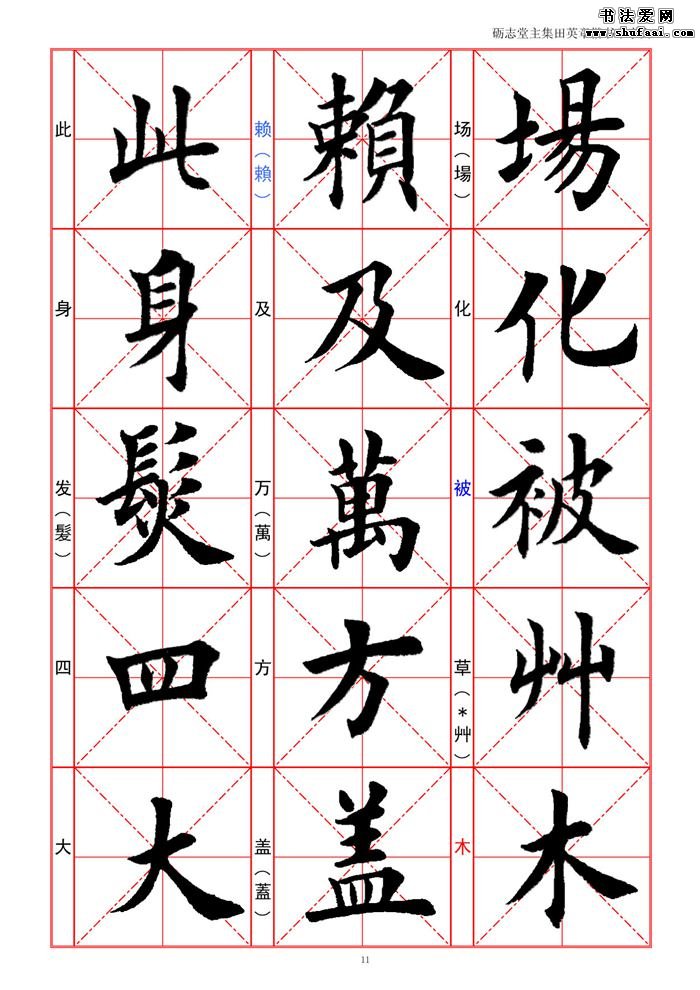 砺志堂主集田英章
书法爱网
www.shufaai.com
场（場）
場
化
化
被
被
草（*艸）
艸
木
木
赖（賴）
賴
及
及
万（萬）
萬
方
方
盖（蓋）
盖
此
此
身
身
发（髮）
髮
四
四
大
大
11